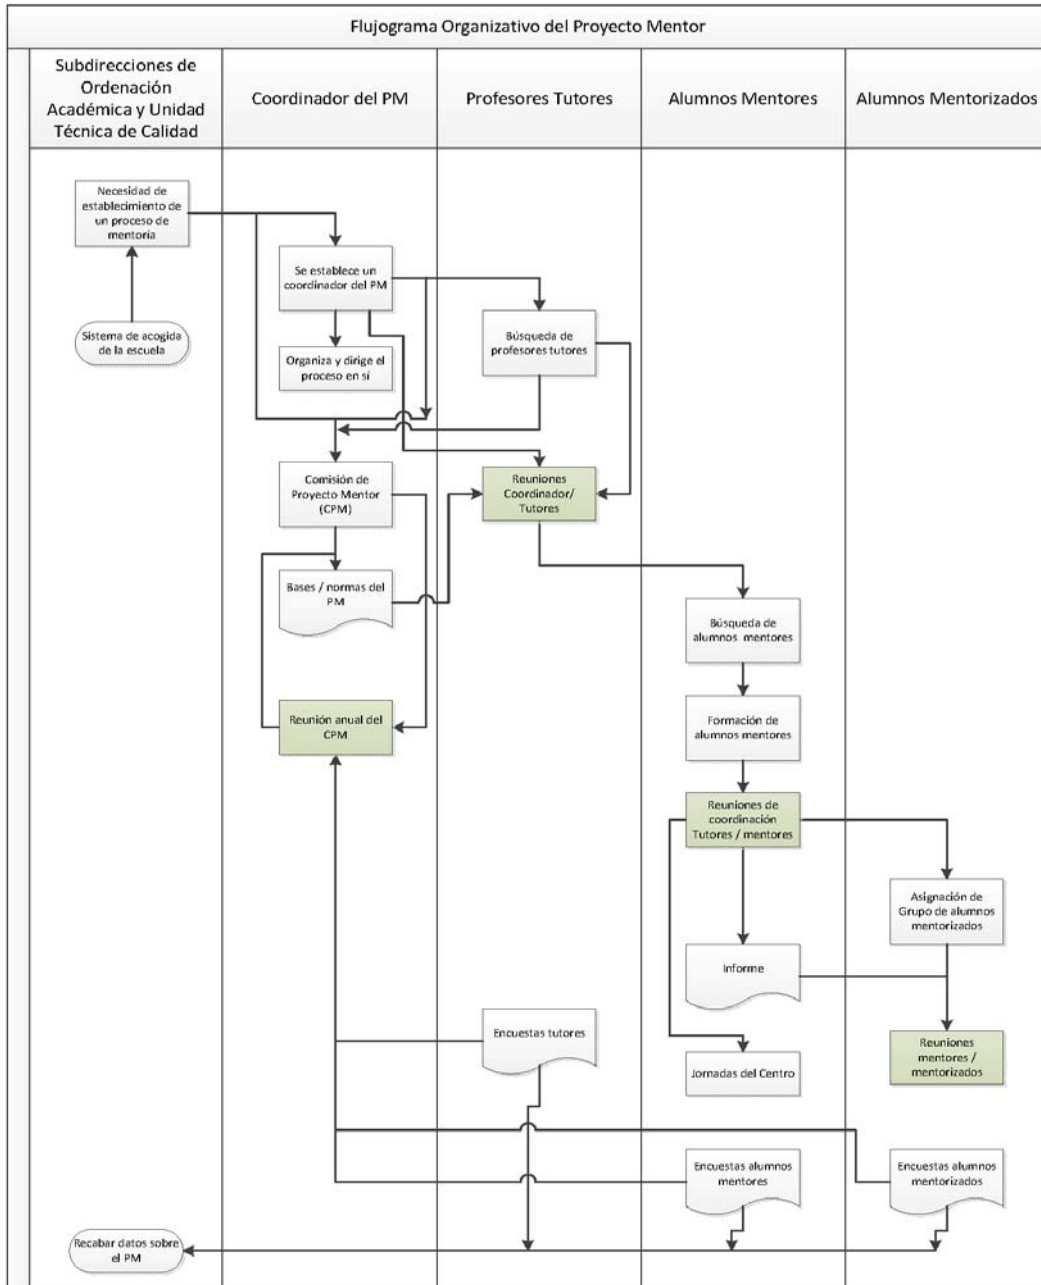 Flujograma Organizativo del Proyecto Mentor
Subdirecciones de
Ordenación
Académica y Unidad
Técnica de Calidad
Coordinador del PM
Profesores Tutores
Alumnos Mentores
Alumnos Mentorizados
Necesidad de
establecimiento de
un proceso de
mentoría
Se establece un
coordinador del PM
Sistema de acogida
de la escuela
Búsqueda de
profesores tutores
Organiza y dirige el
proceso en sí
Comisión de
Proyecto Mentor
(CPM)
Reuniones
Coordinador/
Tutores
Bases / normas del
PM
Búsqueda de
alumnos mentores
Reunión anual del
CPM
Formación de
alumnos mentores
Reuniones de
coordinación
Tutores / mentores
Asignación de
Grupo de alumnos
mentorizados
Informe
Encuestas tutores
Reuniones
mentores /
mentorizados
Jornadas del Centro
Encuestas alumnos
mentores
Encuestas alumnos
mentorizados
Recabar datos sobre
el PM